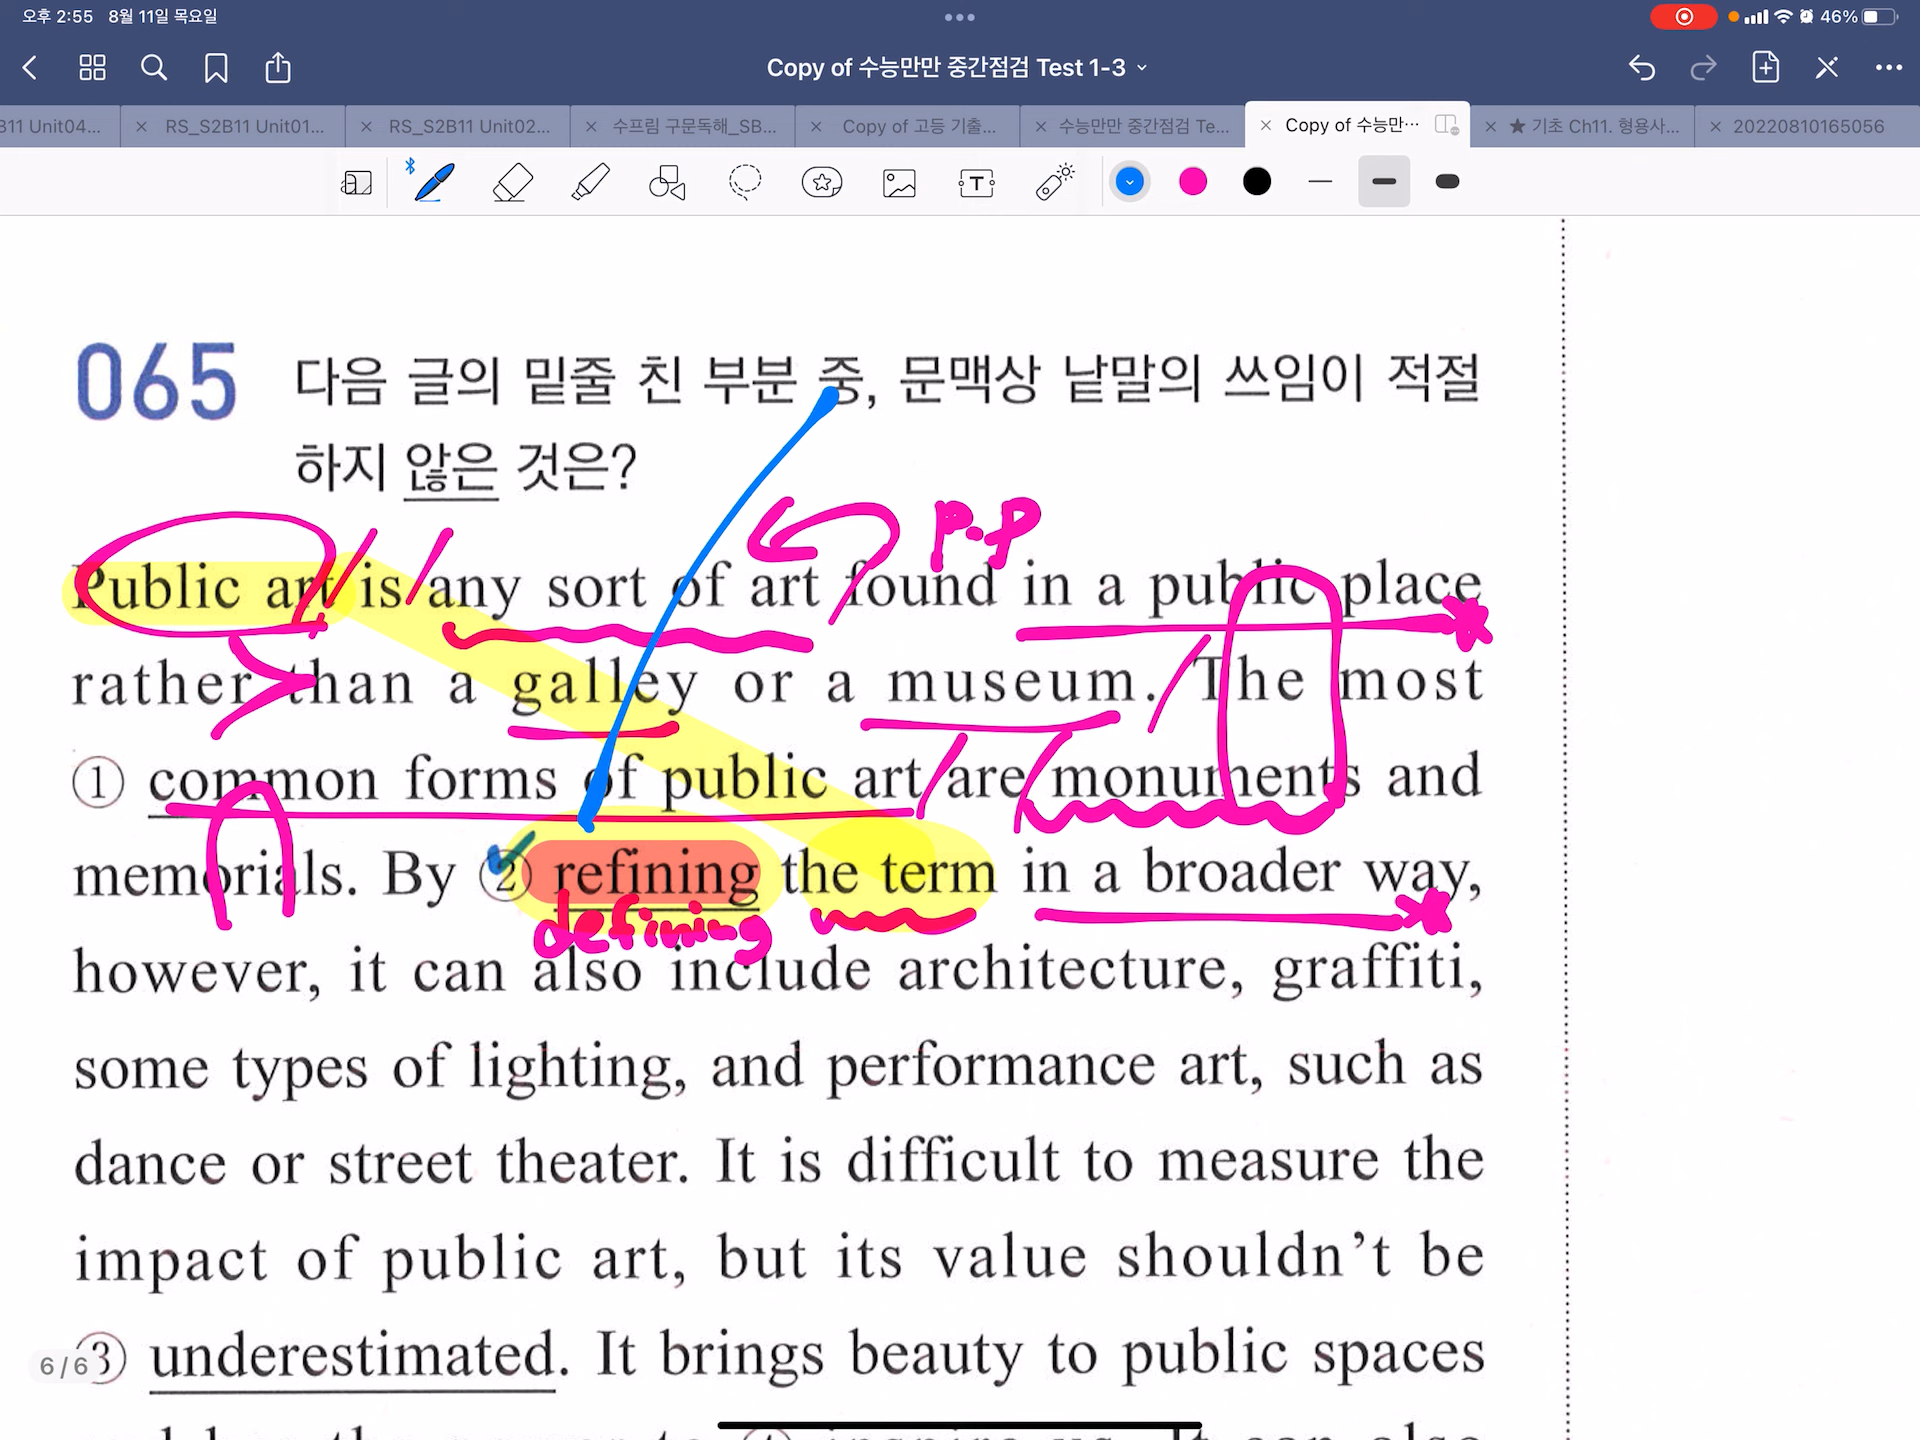 오후 2:55 8월 11일 목요일
46%
Copy of 수능만만 중간점검 Test 1-3
B11 Unit04... RS_S2B11 Unit01... RS_S2B11 Unit02... 수프림 구문독해_SB... Copy of 고등 기출... 수능만만 중간점검 Te... Copy of 수능만... ★ 기초 Ch11. 형용사... 20220810165056
065 다음 글의 밑줄 친 부분 중, 문맥상 낱말의 쓰임이 적절
하지 않은 것은?
p.p
Public art is any sort of art found in a public place
rather than a galley or a museum. The most
① common forms of public art are monuments and
memorials. By ② refining the term in a broader way,
defining
however, it can also include architecture, graffiti,
some types of lighting, and performance art, such as
dance or street theater. It is difficult to measure the
impact of public art, but its value shouldn't be
③ underestimated. It brings beauty to public spaces
6/6